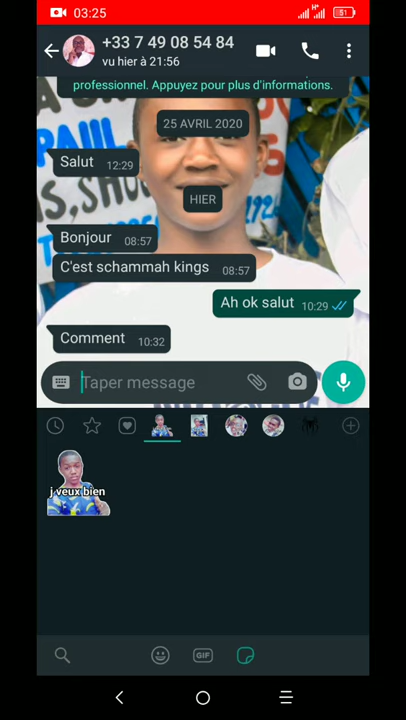 03:25
H+
51
+33 7 49 08 54 84
vu hier à 21:56
professionnel. Appuyez pour plus d'informations.
25 AVRIL 2020
Salut 12:29
HIER
Bonjour 08:57
C'est schammah kings 08:57
Ah ok salut 10:29
Comment 10:32
Taper message
j veux bien
GIF